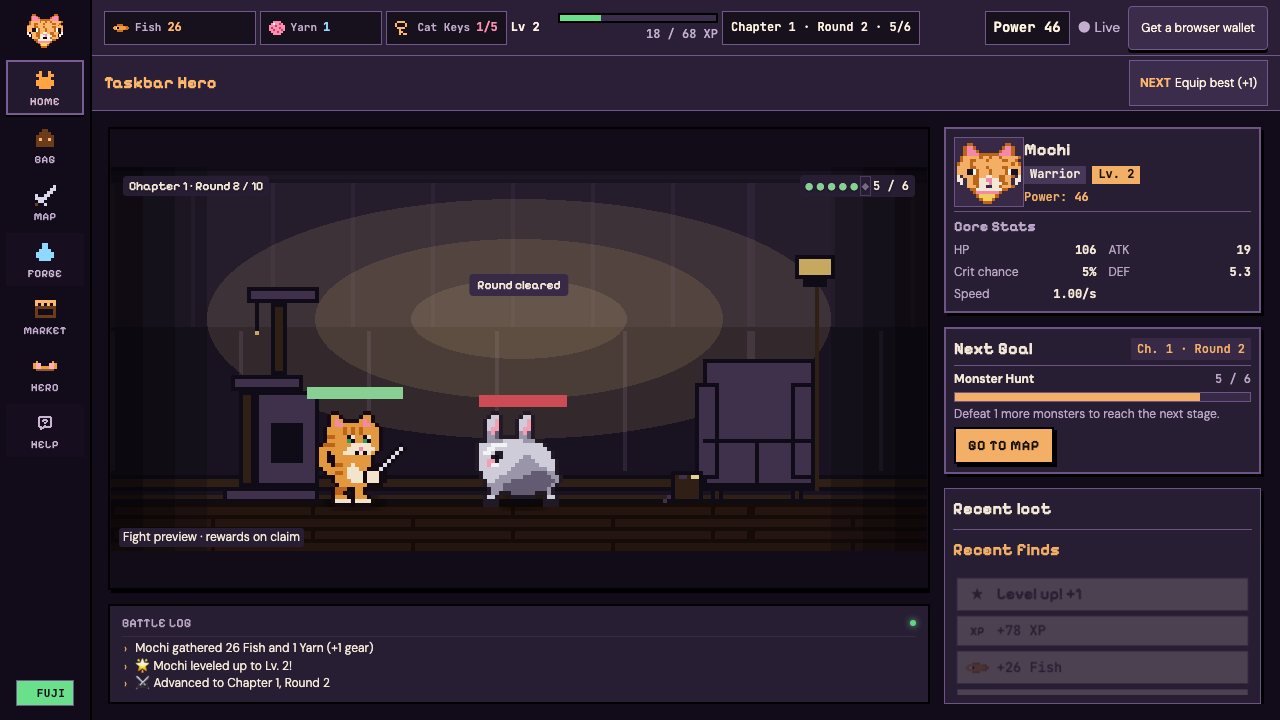 Fish 26
Yarn 1
Cat Keys 1/5
Lv 2
18 / 68 XP
Chapter 1 · Round 2 · 5/6
Power 46
Live
Get a browser wallet
HOME
BAG
MAP
FORGE
MARKET
HERO
HELP
FUJI
Taskbar Hero
NEXT Equip best (+1)
Chapter 1 · Round 2 / 10
5 / 6
Round cleared
Fight preview · rewards on claim
BATTLE LOG
› Mochi gathered 26 Fish and 1 Yarn (+1 gear)
› 🌟 Mochi leveled up to Lv. 2!
› ⚔️ Advanced to Chapter 1, Round 2
Mochi
Warrior
Lv. 2
Power: 46
Core Stats
HP 106 ATK 19
Crit chance 5% DEF 5.3
Speed 1.00/s
Next Goal
Ch. 1 · Round 2
Monster Hunt 5 / 6
Defeat 1 more monsters to reach the next stage.
GO TO MAP
Recent loot
Recent Finds
★ Level up! +1
XP +78 XP
+26 Fish